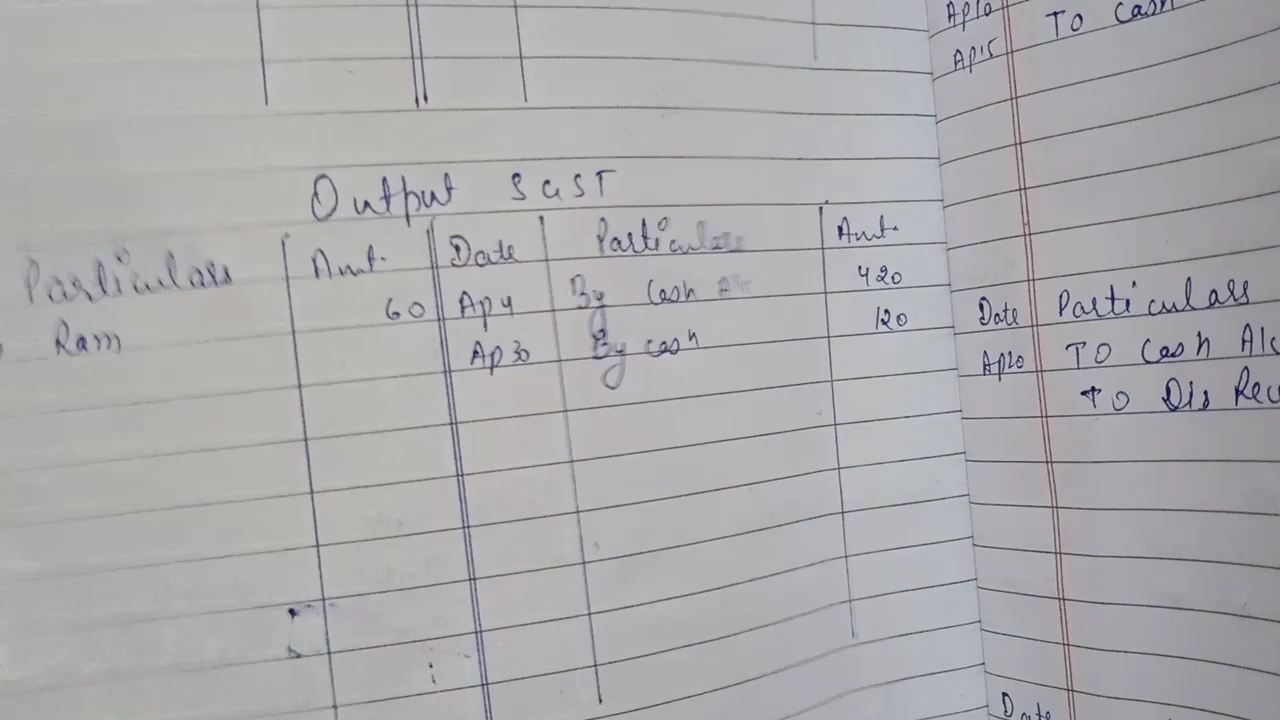 Output SGST
Particulars Amt. Date Particulars Amt.
Ram 60 Ap4 By Cash A/c 420
Ap30 By cash 120
Ap10
Ap15 To Cash
Date Particulars
Ap20 To Cash A/c
To Dis Rec
Date